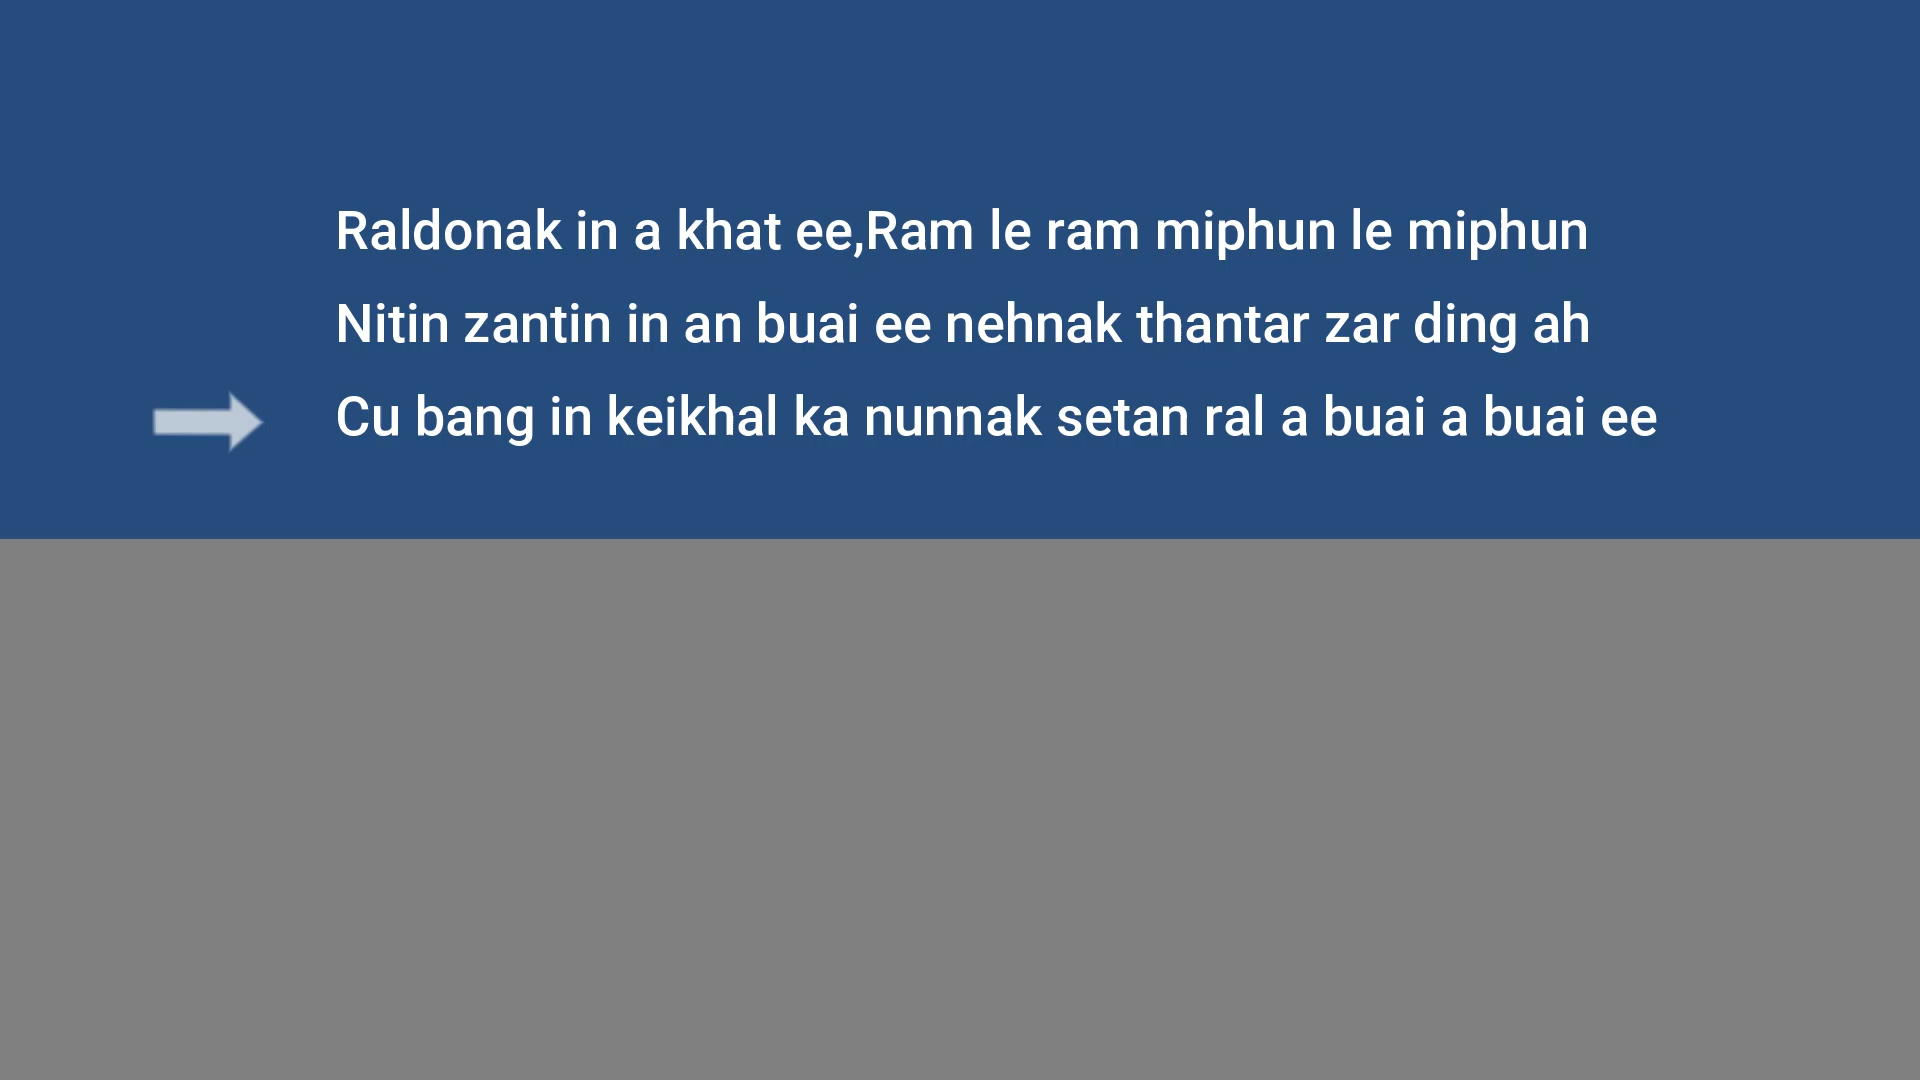 Raldonak in a khat ee,Ram le ram miphun le miphun
Nitin zantin in an buai ee nehnak thantar zar ding ah
Cu bang in keikhal ka nunnak setan ral a buai a buai ee